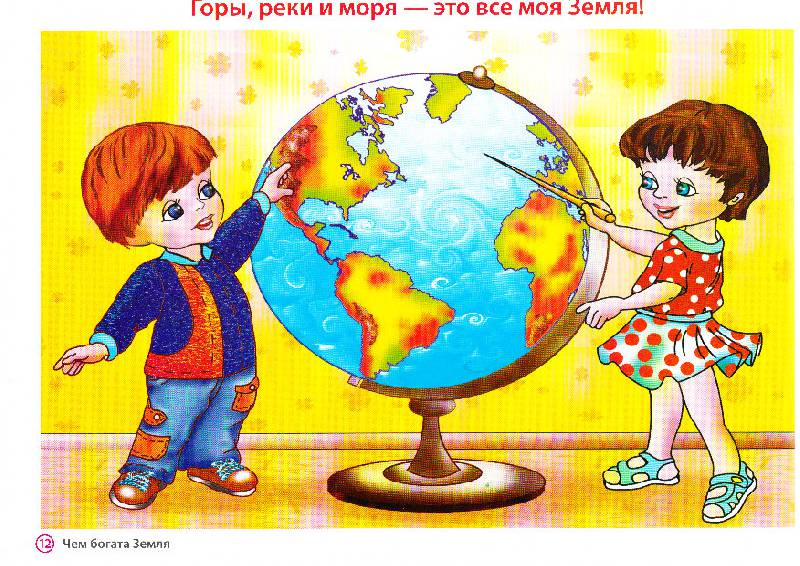 Горы, реки и моря — это все моя Земля!
12 Чем богата Земля